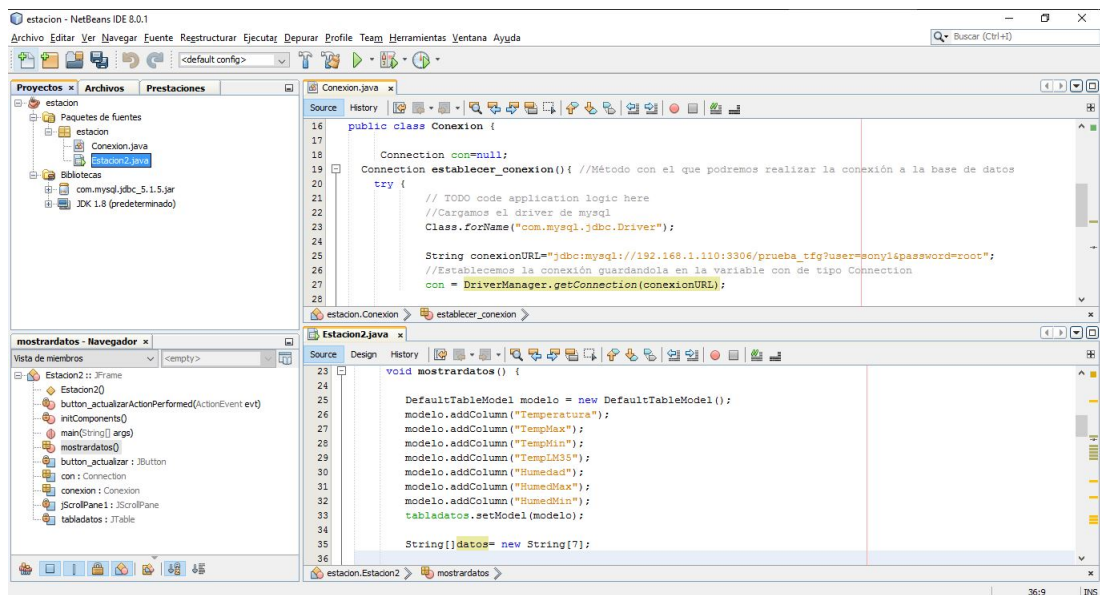 estacion - NetBeans IDE 8.0.1
Archivo Editar Ver Navegar Fuente Reestructurar Ejecutar Depurar Profile Team Herramientas Ventana Ayuda
Buscar (Ctrl+I)
<default config>
Proyectos × Archivos Prestaciones
estacion
Paquetes de fuentes
estacion
Conexion.java
Estacion2.java
Bibliotecas
com.mysql.jdbc_5.1.5.jar
JDK 1.8 (predeterminado)
mostrardatos - Navegador ×
Vista de miembros <empty>
Estacion2 :: JFrame
Estacion2()
button_actualizarActionPerformed(ActionEvent evt)
initComponents()
main(String[] args)
mostrardatos()
button_actualizar : JButton
con : Connection
conexion : Conexion
jScrollPane1 : JScrollPane
tabladatos : JTable
Conexion.java ×
Source History
16 public class Conexion {
17
18 Connection con=null;
19 Connection establecer_conexion(){ //Método con el que podremos realizar la conexión a la base de datos
20 try {
21 // TODO code application logic here
22 //Cargamos el driver de mysql
23 Class.forName("com.mysql.jdbc.Driver");
24
25 String conexionURL="jdbc:mysql://192.168.1.110:3306/prueba_tfg?user=sony1&password=root";
26 //Establecemos la conexión guardandola en la variable con de tipo Connection
27 con = DriverManager.getConnection(conexionURL);
28
estacion.Conexion establecer_conexion
Estacion2.java ×
Source Design History
23 void mostrardatos() {
24
25 DefaultTableModel modelo = new DefaultTableModel();
26 modelo.addColumn("Temperatura");
27 modelo.addColumn("TempMax");
28 modelo.addColumn("TempMin");
29 modelo.addColumn("TempLM35");
30 modelo.addColumn("Humedad");
31 modelo.addColumn("HumedMax");
32 modelo.addColumn("HumedMin");
33 tabladatos.setModel(modelo);
34
35 String[]datos= new String[7];
36
estacion.Estacion2 mostrardatos
36:9 INS